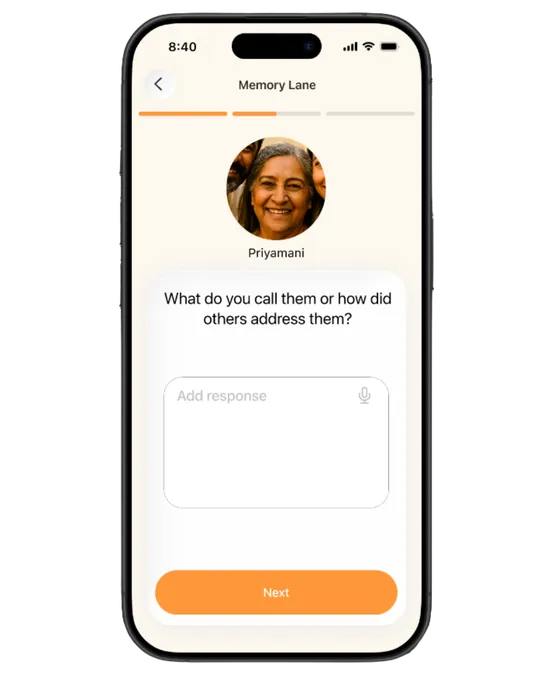 8:40
Memory Lane
Priyamani
What do you call them or how did
others address them?
Add response
Next